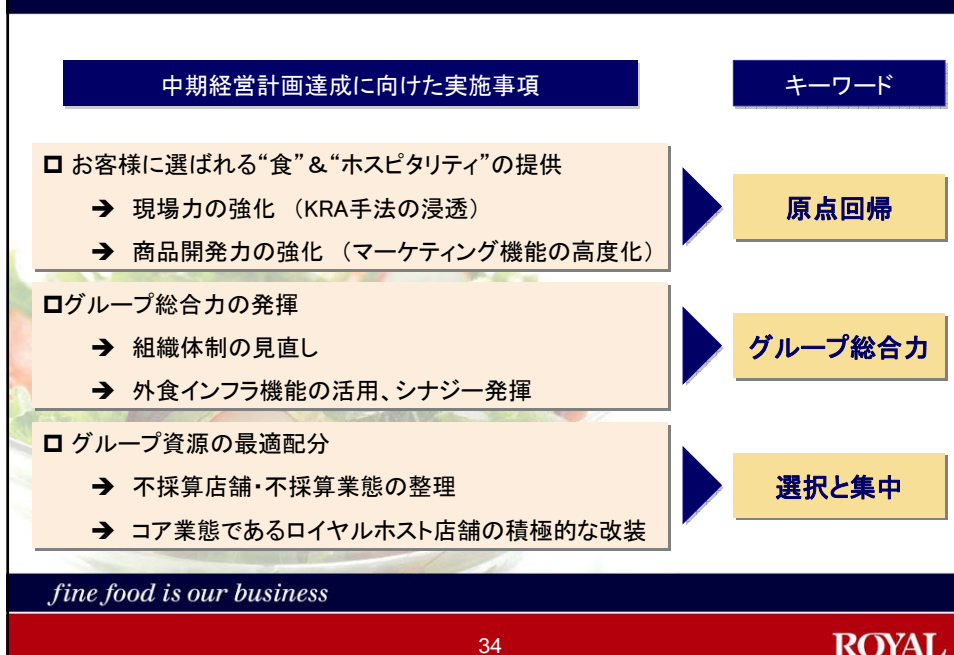 中期経営計画達成に向けた実施事項
キーワード
お客様に選ばれる“食”&“ホスピタリティ”の提供
➔ 現場力の強化 (KRA手法の浸透)
➔ 商品開発力の強化 (マーケティング機能の高度化)
原点回帰
グループ総合力の発揮
➔ 組織体制の見直し
➔ 外食インフラ機能の活用、シナジー発揮
グループ総合力
グループ資源の最適配分
➔ 不採算店舗・不採算業態の整理
➔ コア業態であるロイヤルホスト店舗の積極的な改装
選択と集中
fine food is our business
34
ROYAL